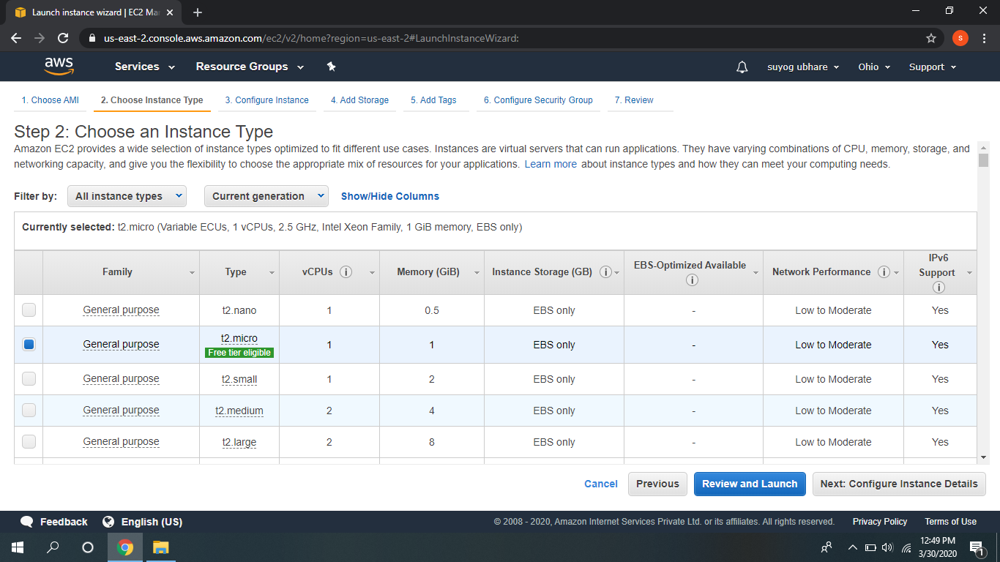 Launch instance wizard | EC2 Ma
us-east-2.console.aws.amazon.com/ec2/v2/home?region=us-east-2#LaunchInstanceWizard:
s
aws Services Resource Groups suyog ubhare Ohio Support
1. Choose AMI 2. Choose Instance Type 3. Configure Instance 4. Add Storage 5. Add Tags 6. Configure Security Group 7. Review
Step 2: Choose an Instance Type
Amazon EC2 provides a wide selection of instance types optimized to fit different use cases. Instances are virtual servers that can run applications. They have varying combinations of CPU, memory, storage, and
networking capacity, and give you the flexibility to choose the appropriate mix of resources for your applications. Learn more about instance types and how they can meet your computing needs.
Filter by: All instance types Current generation Show/Hide Columns
Currently selected: t2.micro (Variable ECUs, 1 vCPUs, 2.5 GHz, Intel Xeon Family, 1 GiB memory, EBS only)
Family Type vCPUs i Memory (GiB) Instance Storage (GB) i EBS-Optimized Available i Network Performance i IPv6 Support i
General purpose t2.nano 1 0.5 EBS only - Low to Moderate Yes
General purpose t2.micro Free tier eligible 1 1 EBS only - Low to Moderate Yes
General purpose t2.small 1 2 EBS only - Low to Moderate Yes
General purpose t2.medium 2 4 EBS only - Low to Moderate Yes
General purpose t2.large 2 8 EBS only - Low to Moderate Yes
Cancel Previous Review and Launch Next: Configure Instance Details
Feedback English (US) © 2008 - 2020, Amazon Internet Services Private Ltd. or its affiliates. All rights reserved. Privacy Policy Terms of Use
12:49 PM
3/30/2020
1